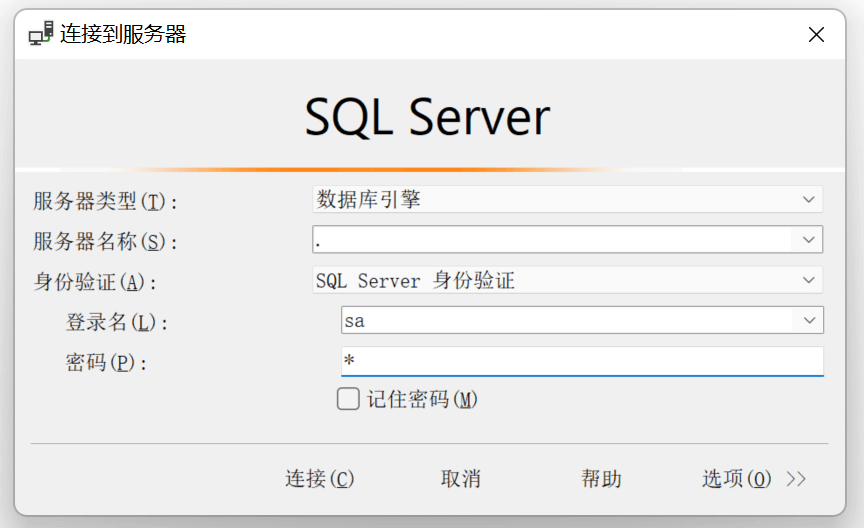 连接到服务器
SQL Server
服务器类型(T): 数据库引擎
服务器名称(S): .
身份验证(A): SQL Server 身份验证
登录名(L): sa
密码(P): *
记住密码(M)
连接(C) 取消 帮助 选项(O) >>